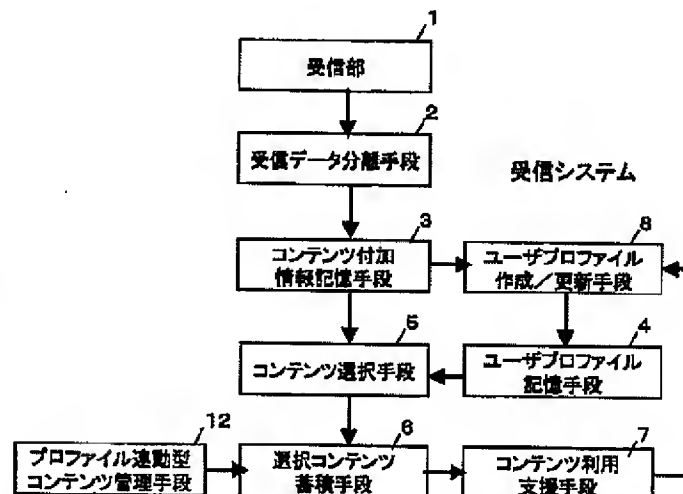 1
受信部
2
受信データ分離手段
受信システム
3
コンテンツ付加
情報記憶手段
8
ユーザプロファイル
作成／更新手段
5
コンテンツ選択手段
4
ユーザプロファイル
記憶手段
12
プロファイル連動型
コンテンツ管理手段
6
選択コンテンツ
蓄積手段
7
コンテンツ利用
支援手段